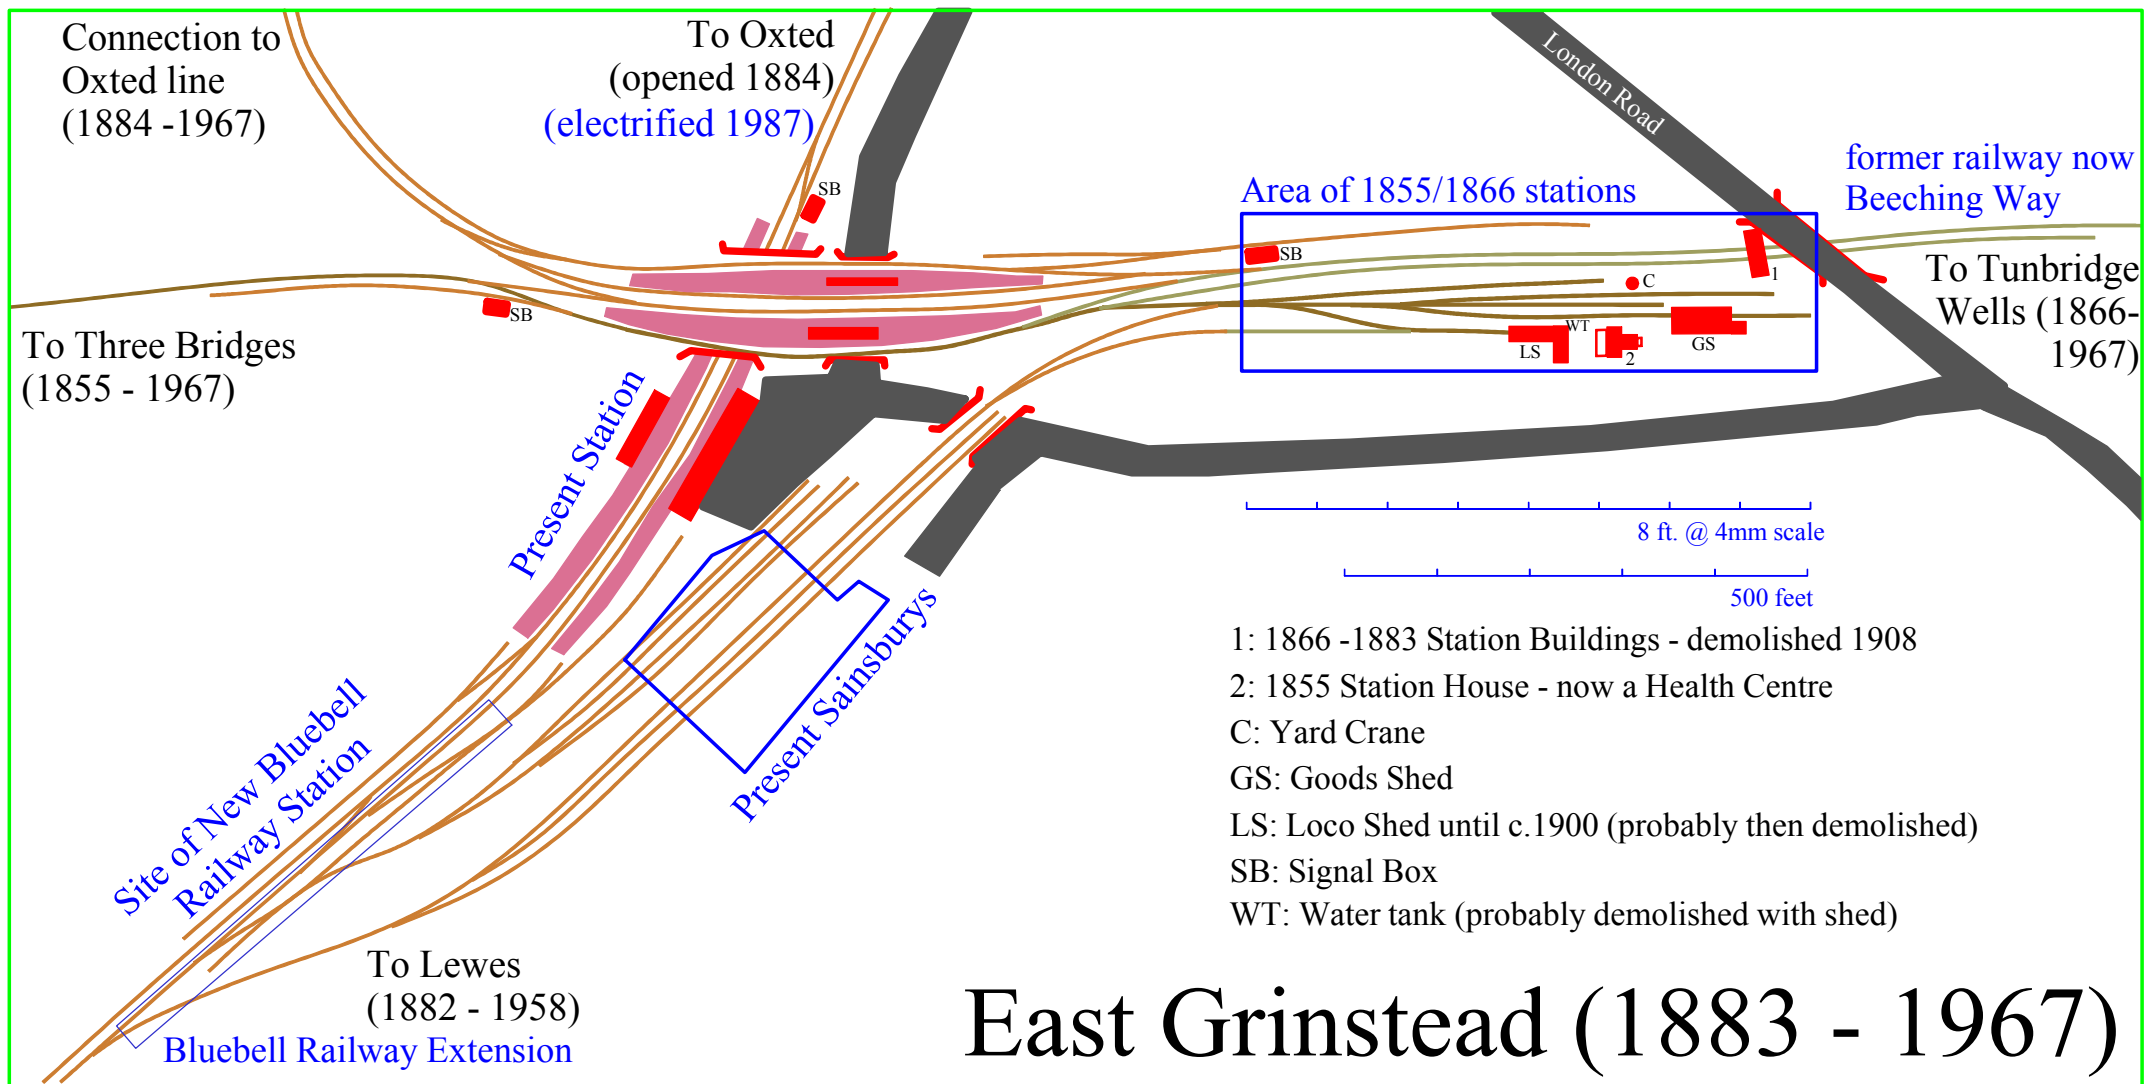 Connection to
Oxted line
(1884 -1967)
To Oxted
(opened 1884)
(electrified 1987)
London Road
former railway now
Beeching Way
Area of 1855/1866 stations
SB
SB
SB
1
C
To Tunbridge
Wells (1866-
1967)
To Three Bridges
(1855 - 1967)
WT
LS
2
GS
Present Station
8 ft. @ 4mm scale
500 feet
Present Sainsburys
Site of New Bluebell
Railway Station
1: 1866 -1883 Station Buildings - demolished 1908
2: 1855 Station House - now a Health Centre
C: Yard Crane
GS: Goods Shed
LS: Loco Shed until c.1900 (probably then demolished)
SB: Signal Box
WT: Water tank (probably demolished with shed)
To Lewes
(1882 - 1958)
Bluebell Railway Extension
East Grinstead (1883 - 1967)